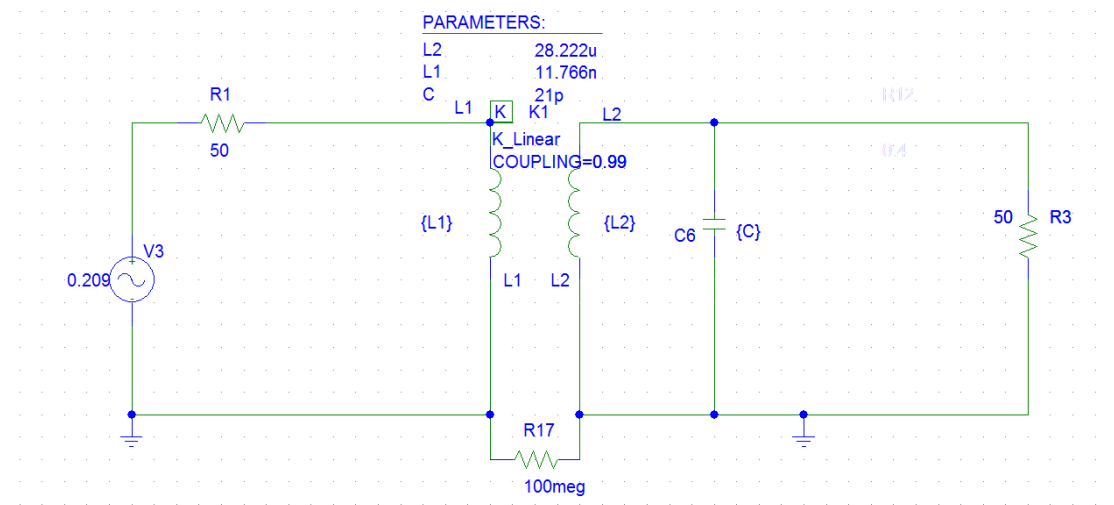 PARAMETERS:
L2 28.222u
L1 11.766n
C 21p
R1
50
L1
K K1
L2
K_Linear
COUPLING=0.99
R12
{L1}
{L2}
C6
{C}
50 R3
V3
0.209
L1
L2
R17
100meg